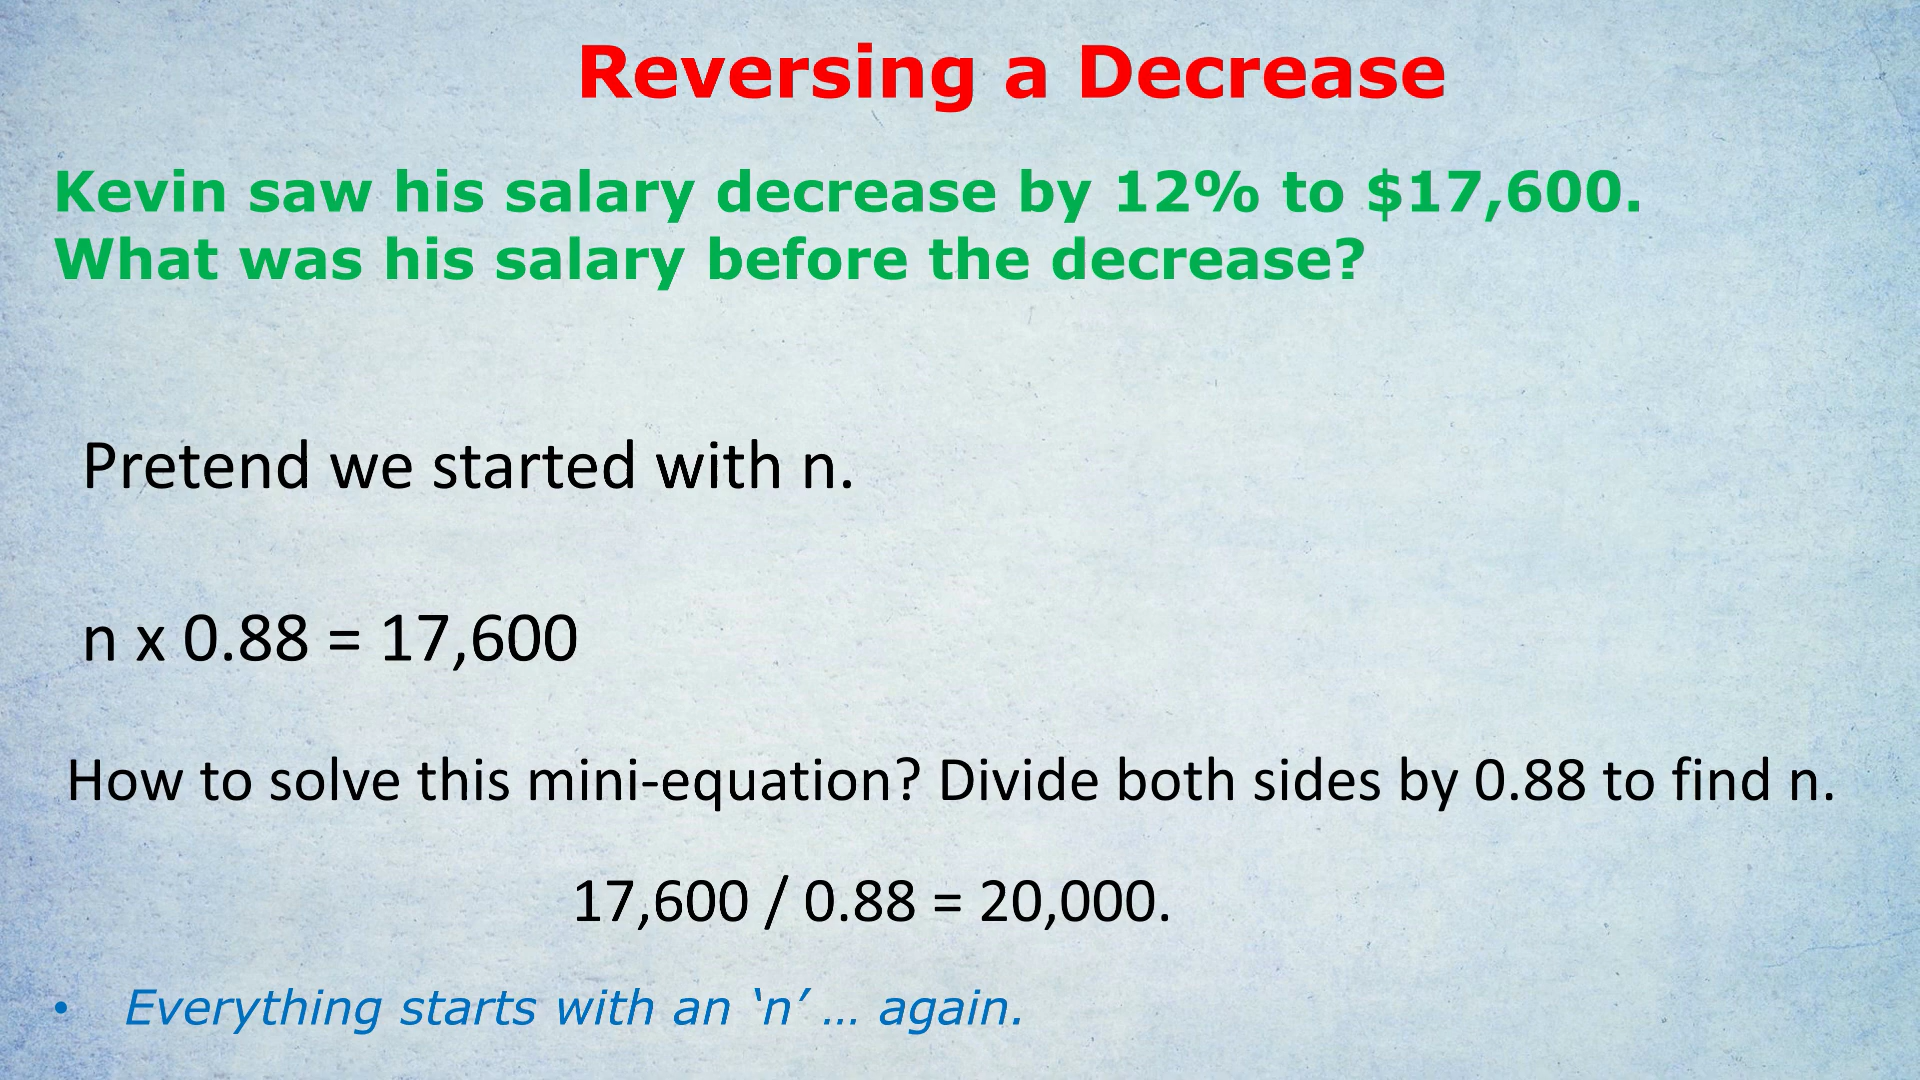 Reversing a Decrease
Kevin saw his salary decrease by 12% to $17,600.
What was his salary before the decrease?
Pretend we started with n.
n x 0.88 = 17,600
How to solve this mini-equation? Divide both sides by 0.88 to find n.
17,600 / 0.88 = 20,000.
• Everything starts with an ‘n’ … again.